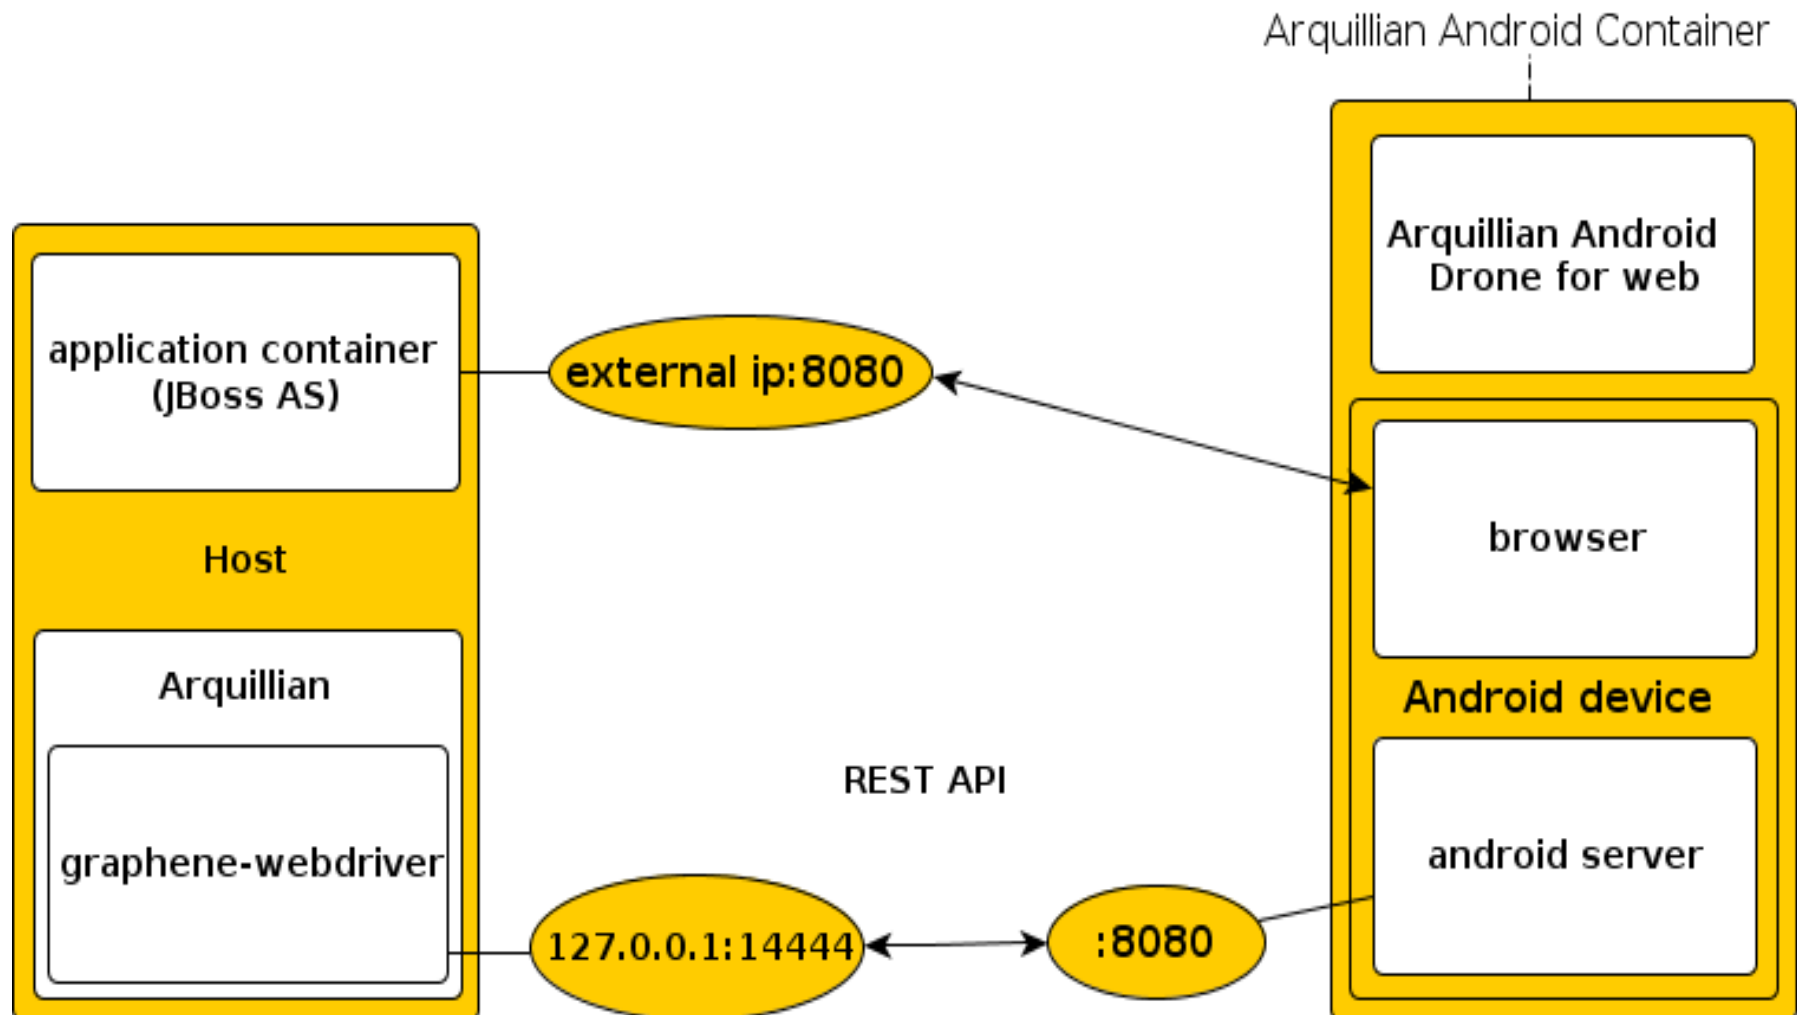 Arquillian Android Container
Arquillian Android
Drone for web
application container
(JBoss AS)
external ip:8080
browser
Host
Arquillian
Android device
REST API
graphene-webdriver
android server
127.0.0.1:14444
:8080